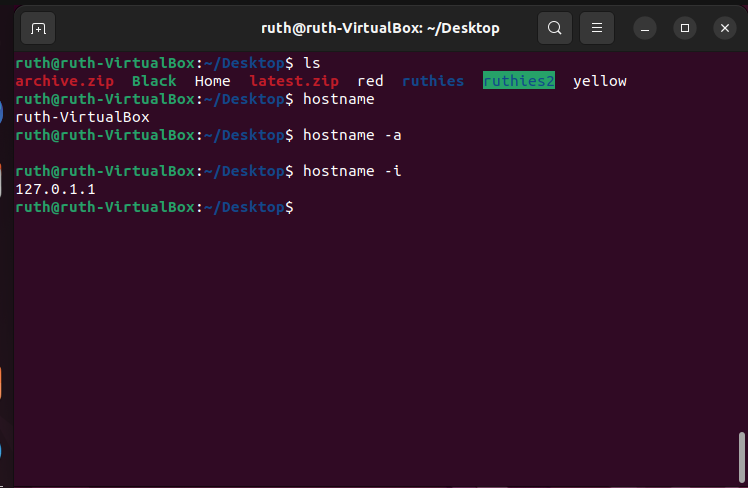 ruth@ruth-VirtualBox: ~/Desktop
ruth@ruth-VirtualBox:~/Desktop$ ls
archive.zip  Black  Home  latest.zip  red  ruthies  ruthies2  yellow
ruth@ruth-VirtualBox:~/Desktop$ hostname
ruth-VirtualBox
ruth@ruth-VirtualBox:~/Desktop$ hostname -a
ruth@ruth-VirtualBox:~/Desktop$ hostname -i
127.0.1.1
ruth@ruth-VirtualBox:~/Desktop$